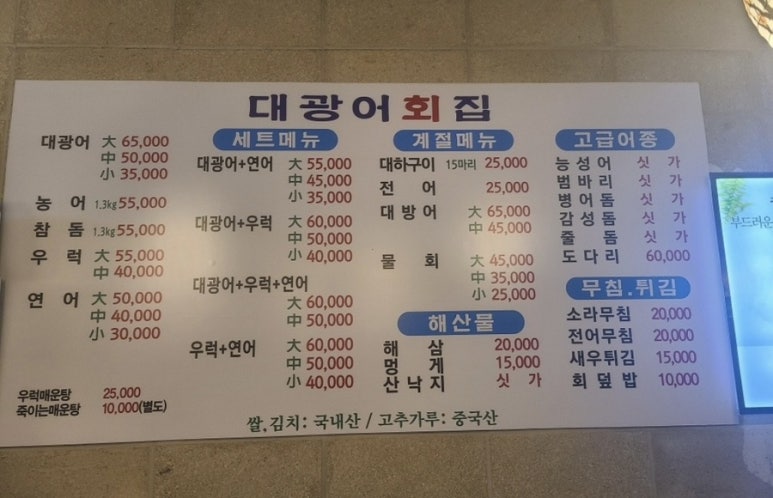 대광어회집
대광어 大 65,000
中 50,000
小 35,000
농어 1.3kg 55,000
참돔 1.3kg 55,000
우럭 大 55,000
中 40,000
연어 大 50,000
中 40,000
小 30,000
우럭매운탕 25,000
죽이는매운탕 10,000(별도)
세트메뉴
대광어+연어 大 55,000
中 45,000
小 35,000
대광어+우럭 大 60,000
中 50,000
小 40,000
대광어+우럭+연어
大 60,000
中 50,000
우럭+연어 大 60,000
中 50,000
小 40,000
계절메뉴
대하구이 15마리 25,000
전어 25,000
대방어 大 65,000
中 45,000
물회 大 45,000
中 35,000
小 25,000
해산물
해삼 20,000
멍게 15,000
산낙지 싯가
고급어종
능성어 싯가
범바리 싯가
병어돔 싯가
감성돔 싯가
줄돔 싯가
도다리 60,000
무침.튀김
소라무침 20,000
전어무침 20,000
새우튀김 15,000
회덮밥 10,000
쌀,김치: 국내산 / 고추가루: 중국산
부드러운